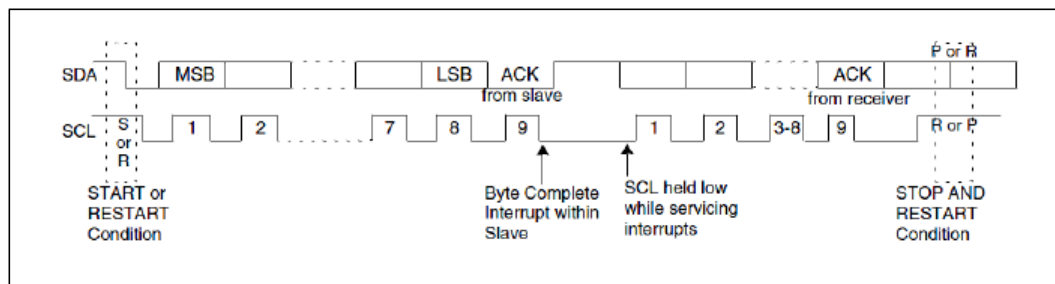 P or R
SDA MSB LSB ACK ACK
from slave from receiver
SCL S or R 1 2 7 8 9 1 2 3-8 9 R or P
START or RESTART Condition
Byte Complete Interrupt within Slave
SCL held low while servicing interrupts
STOP AND RESTART Condition